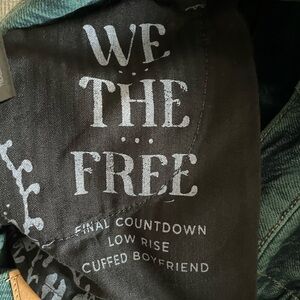 WE
THE
FREE
FINAL COUNTDOWN
LOW RISE
CUFFED BOYFRIEND